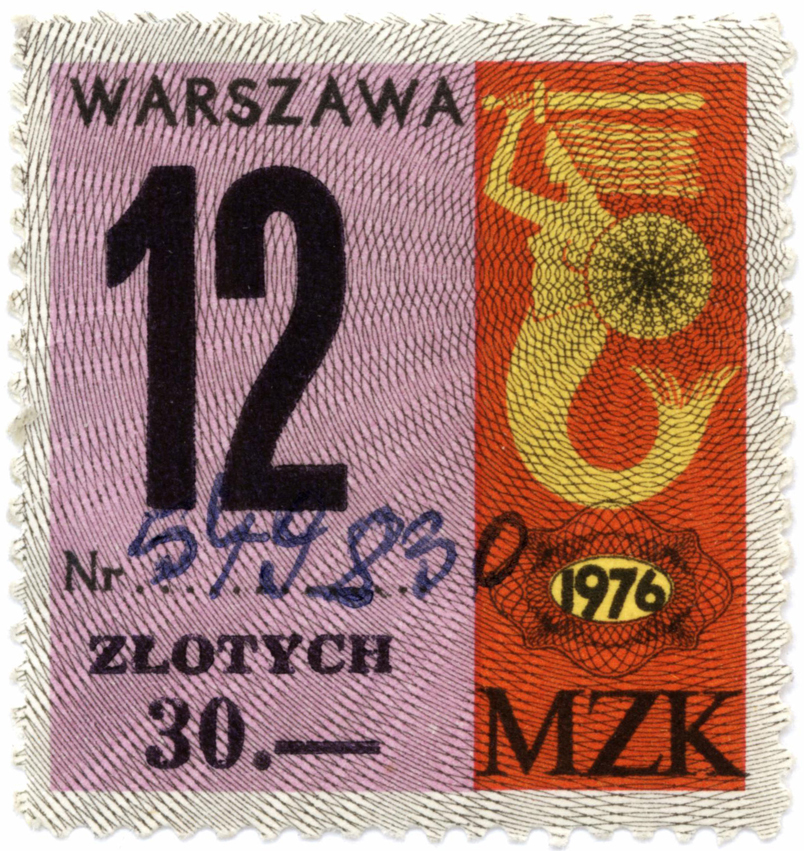 WARSZAWA
12
Nr 544830
1976
ZŁOTYCH
30.—
MZK